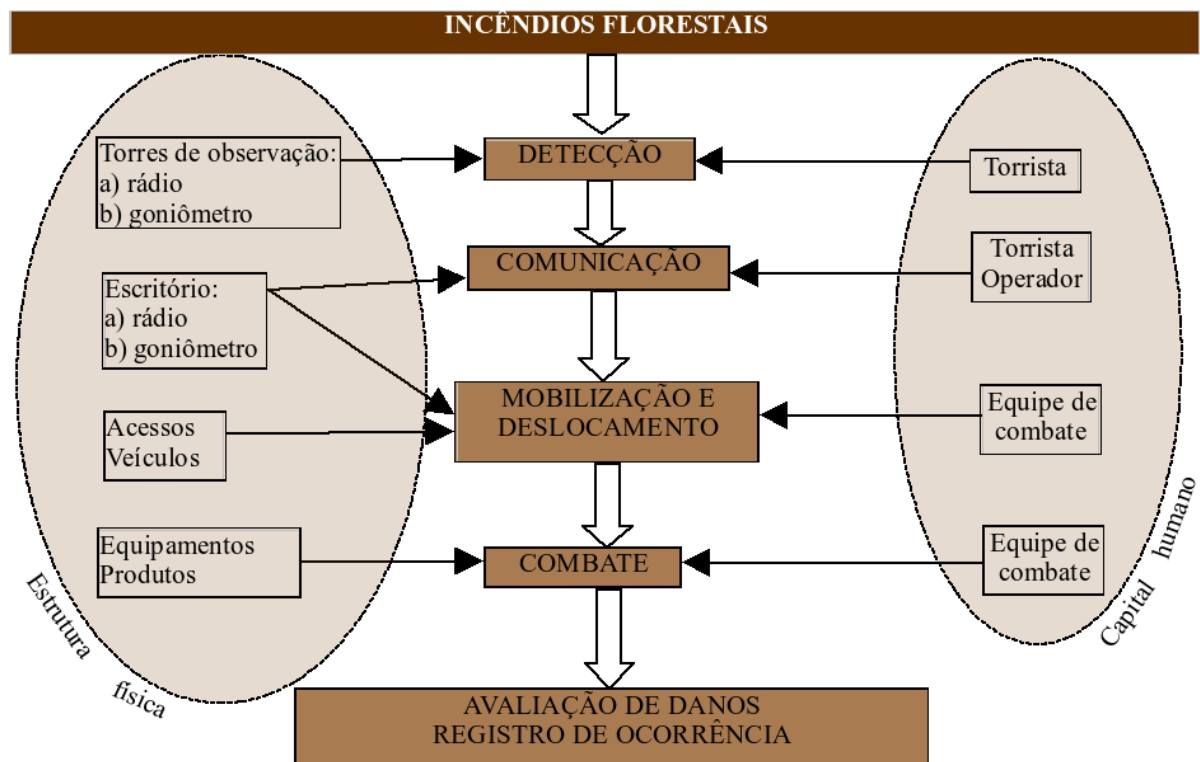 INCÊNDIOS FLORESTAIS
Torres de observação:
a) rádio
b) goniômetro
DETECÇÃO
Torrista
Escritório:
a) rádio
b) goniômetro
COMUNICAÇÃO
Torrista
Operador
Acessos
Veículos
MOBILIZAÇÃO E
DESLOCAMENTO
Equipe de
combate
Equipamentos
Produtos
COMBATE
Equipe de
combate
Estrutura
física
Capital humano
AVALIAÇÃO DE DANOS
REGISTRO DE OCORRÊNCIA